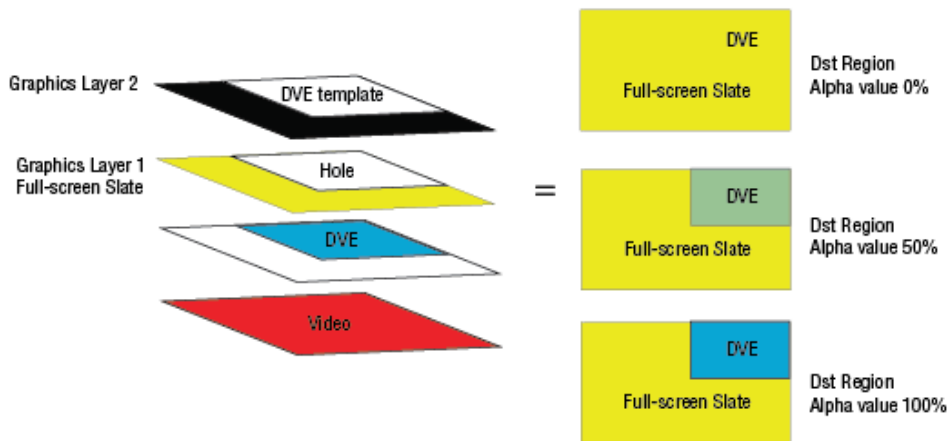 Graphics Layer 2
DVE template
Graphics Layer 1
Full-screen Slate
Hole
DVE
Video
=
DVE
Full-screen Slate
Dst Region
Alpha value 0%
DVE
Full-screen Slate
Dst Region
Alpha value 50%
DVE
Full-screen Slate
Dst Region
Alpha value 100%